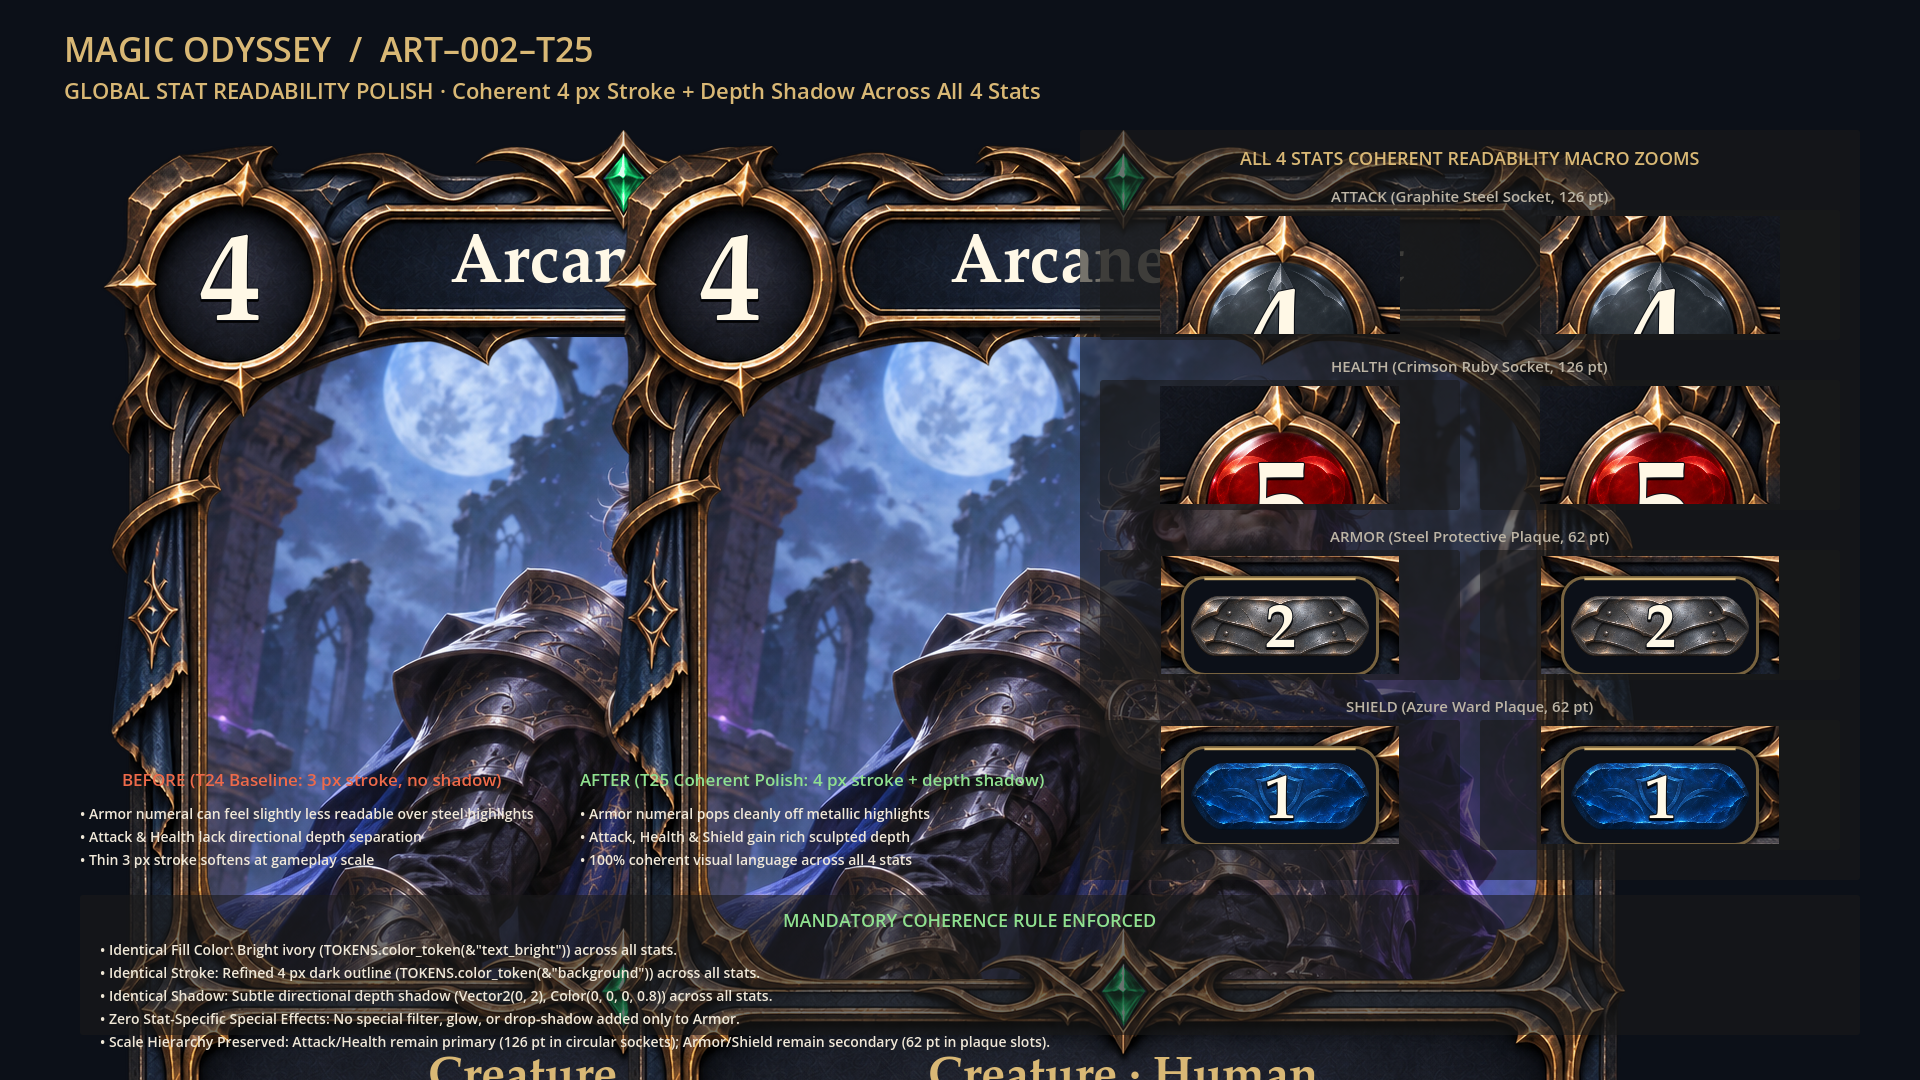 MAGIC ODYSSEY / ART–002–T25
GLOBAL STAT READABILITY POLISH · Coherent 4 px Stroke + Depth Shadow Across All 4 Stats
4
Arcan
4
Arcane
ALL 4 STATS COHERENT READABILITY MACRO ZOOMS
ATTACK (Graphite Steel Socket, 126 pt)
4
4
HEALTH (Crimson Ruby Socket, 126 pt)
5
5
ARMOR (Steel Protective Plaque, 62 pt)
2
2
SHIELD (Azure Ward Plaque, 62 pt)
1
1
BEFORE (T24 Baseline: 3 px stroke, no shadow)
• Armor numeral can feel slightly less readable over steel highlights
• Attack & Health lack directional depth separation
• Thin 3 px stroke softens at gameplay scale
AFTER (T25 Coherent Polish: 4 px stroke + depth shadow)
• Armor numeral pops cleanly off metallic highlights
• Attack, Health & Shield gain rich sculpted depth
• 100% coherent visual language across all 4 stats
MANDATORY COHERENCE RULE ENFORCED
• Identical Fill Color: Bright ivory (TOKENS.color_token(&"text_bright")) across all stats.
• Identical Stroke: Refined 4 px dark outline (TOKENS.color_token(&"background")) across all stats.
• Identical Shadow: Subtle directional depth shadow (Vector2(0, 2), Color(0, 0, 0, 0.8)) across all stats.
• Zero Stat-Specific Special Effects: No special filter, glow, or drop-shadow added only to Armor.
• Scale Hierarchy Preserved: Attack/Health remain primary (126 pt in circular sockets); Armor/Shield remain secondary (62 pt in plaque slots).
Creature
Creature · Human